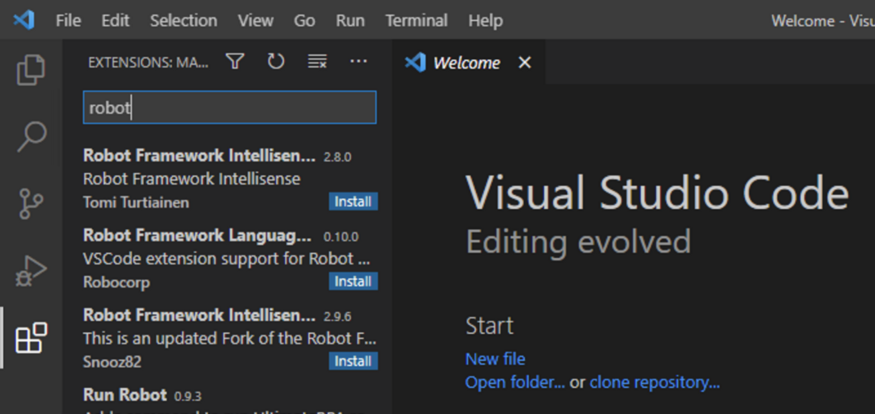 File Edit Selection View Go Run Terminal Help Welcome - Visu
EXTENSIONS: MA... ...
Welcome
robot
Robot Framework Intellisen... 2.8.0
Robot Framework Intellisense
Tomi Turtiainen Install
Robot Framework Languag... 0.10.0
VSCode extension support for Robot ...
Robocorp Install
Robot Framework Intellisen... 2.9.6
This is an updated Fork of the Robot F...
Snooz82 Install
Run Robot 0.9.3
Visual Studio Code
Editing evolved
Start
New file
Open folder... or clone repository...